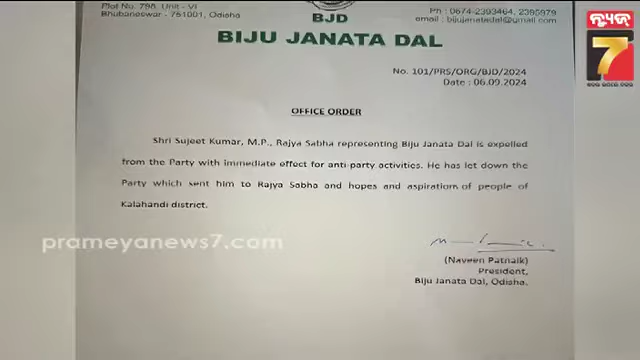 Plot No. 798, Unit - VI
Bhubaneswar - 751001, Odisha
Ph : 0674-2393464, 2395979
email : bijujanatadal@gmail.com
BJD
BIJU JANATA DAL
No. 101/PRS/ORG/BJD/2024
Date : 06.09.2024
OFFICE ORDER
Shri Sujeet Kumar, M.P., Rajya Sabha representing Biju Janata Dal is expelled
from the Party with immediate effect for anti-party activities. He has let down the
Party which sent him to Rajya Sabha and hopes and aspiration of people of
Kalahandi district.
(Naveen Patnaik)
President,
Biju Janata Dal, Odisha.
prameyanews7.com
ନ୍ୟୁଜ୍
7